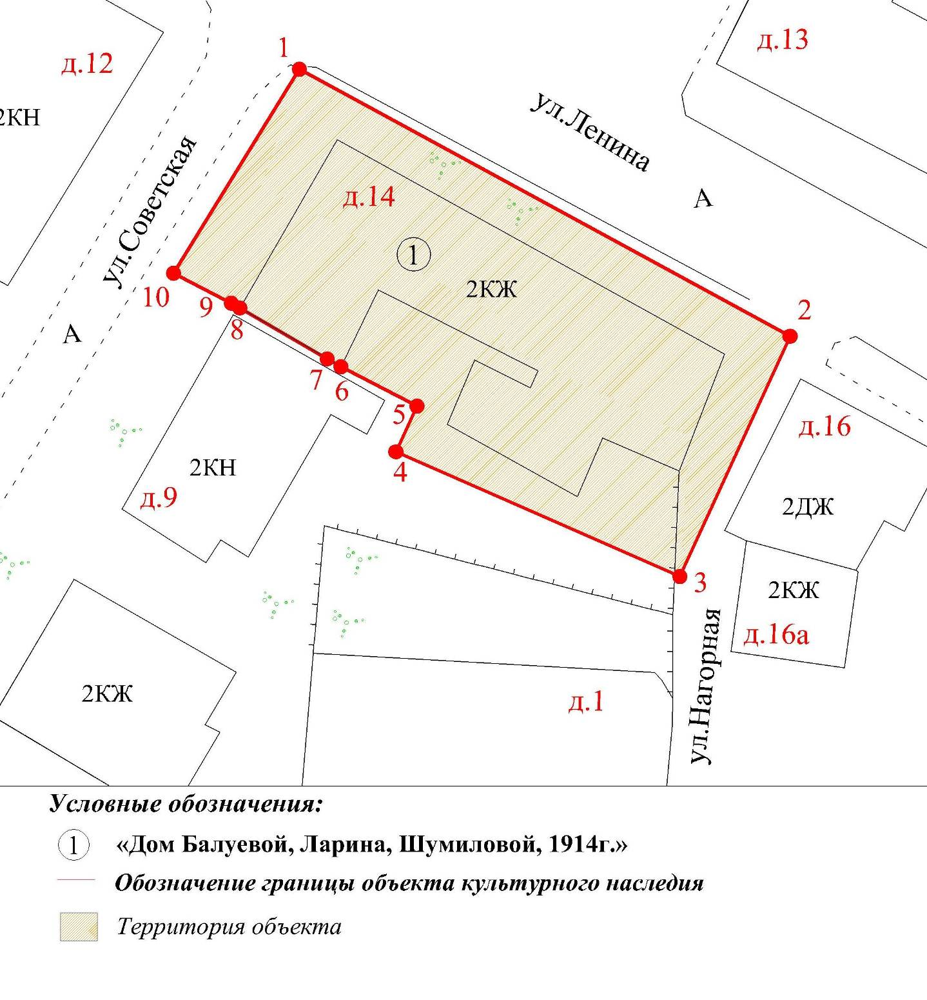 д.13
1
д.12
ул.Ленина
2КН
ул.Советская
д.14
А
1
2КЖ
10
9
2
8
А
7
6
5
д.16
4
2КН
д.9
2ДЖ
3
2КЖ
д.16а
ул.Нагорная
2КЖ
д.1
Условные обозначения:
1 «Дом Балуевой, Ларина, Шумиловой, 1914г.»
Обозначение границы объекта культурного наследия
Территория объекта